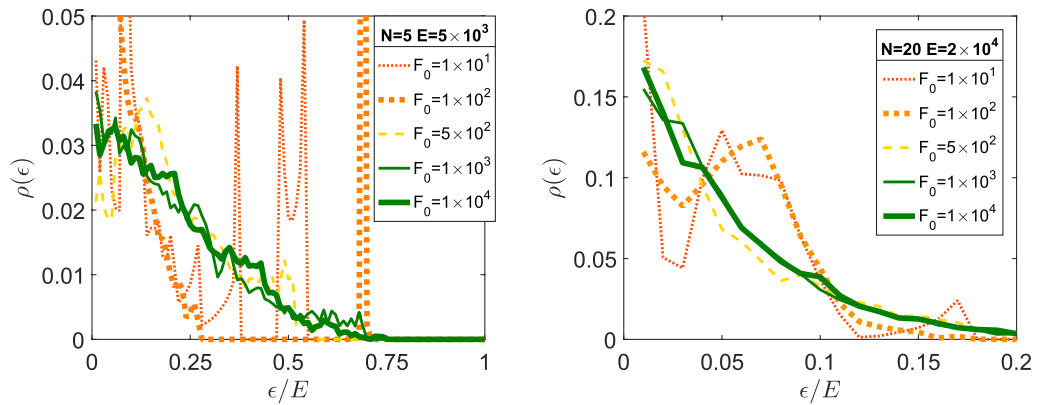 0.05
0.04
0.03
0.02
0.01
0
ρ(ϵ)
0
0.25
0.5
0.75
1
ϵ/E
N=5 E=5×10³
F₀=1×10¹
F₀=1×10²
F₀=5×10²
F₀=1×10³
F₀=1×10⁴
0.2
0.15
0.1
0.05
0
ρ(ϵ)
0
0.05
0.1
0.15
0.2
ϵ/E
N=20 E=2×10⁴
F₀=1×10¹
F₀=1×10²
F₀=5×10²
F₀=1×10³
F₀=1×10⁴